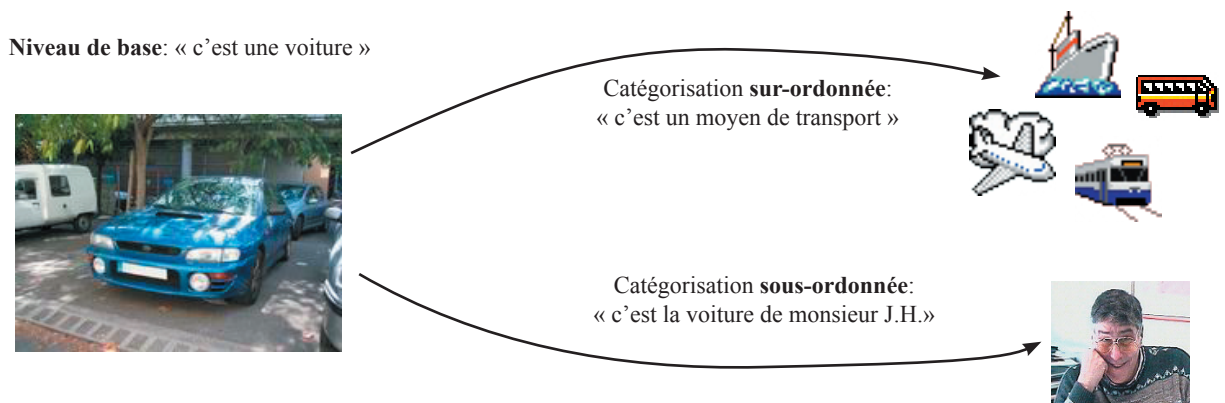 Niveau de base: « c’est une voiture »
Catégorisation sur-ordonnée:
« c’est un moyen de transport »
Catégorisation sous-ordonnée:
« c’est la voiture de monsieur J.H.»